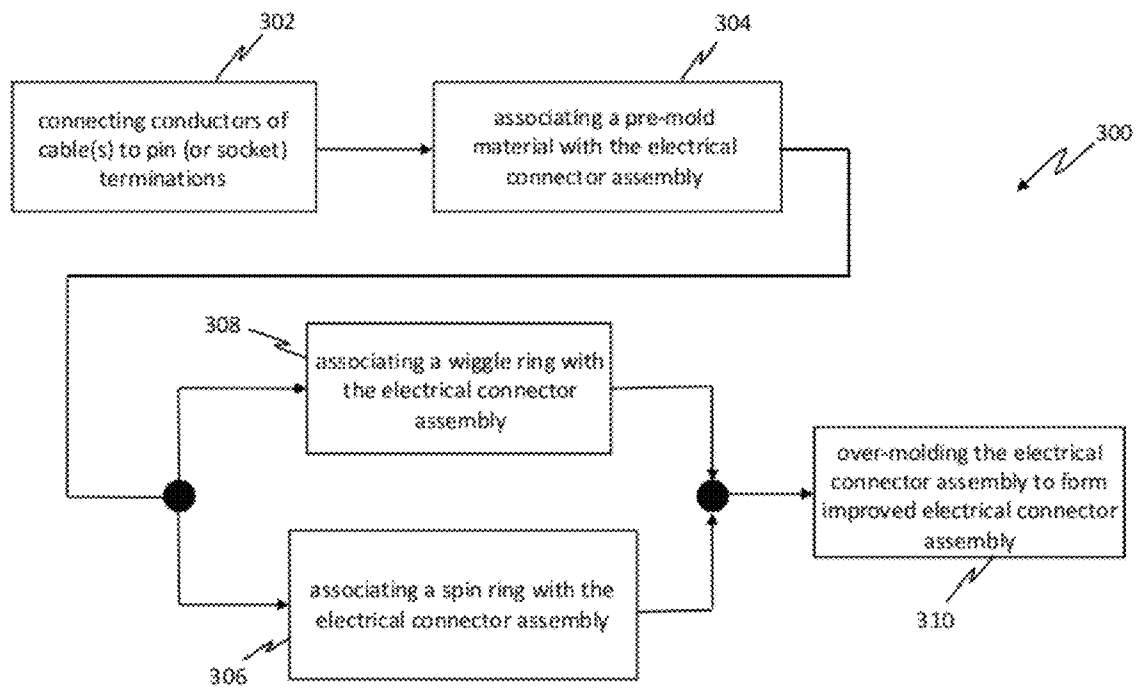 302
304
connecting conductors of
cable(s) to pin (or socket)
terminations
associating a pre-mold
material with the electrical
connector assembly
300
308
associating a wiggle ring with
the electrical connector
assembly
over-molding the electrical
connector assembly to form
improved electrical connector
assembly
associating a spin ring with the
electrical connector assembly
310
306